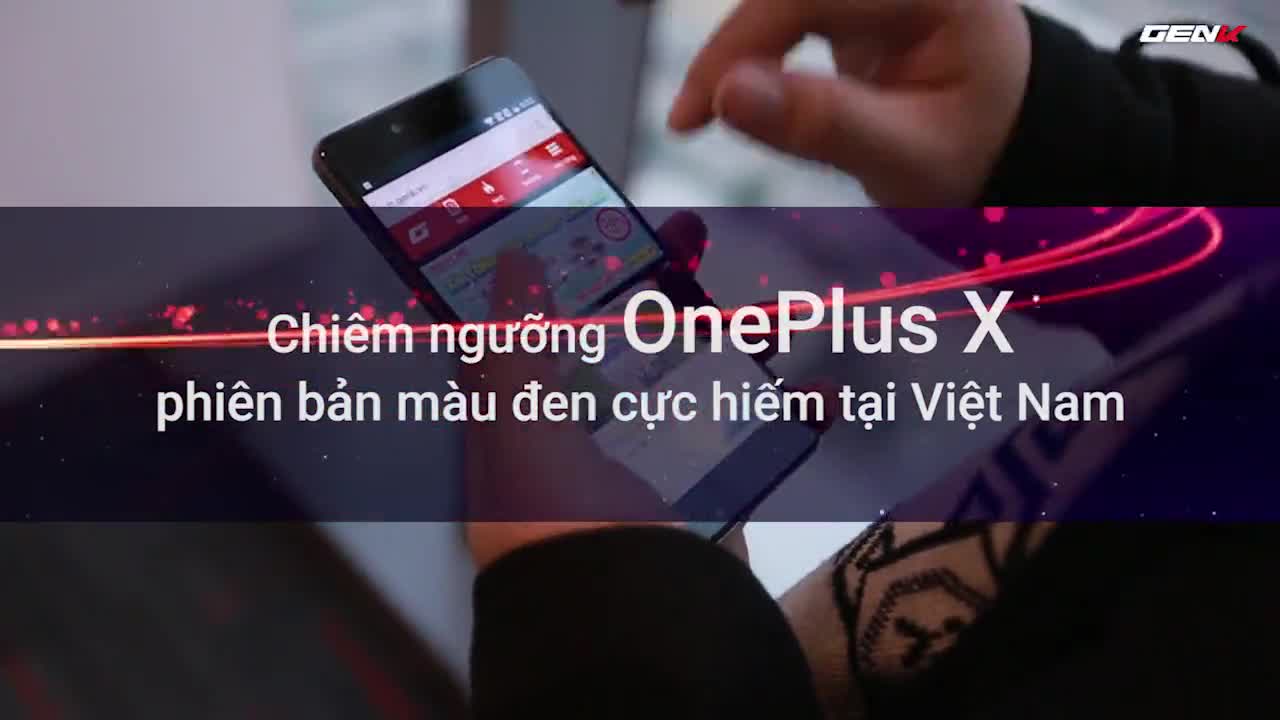 GENK
Chiêm ngưỡng OnePlus X
phiên bản màu đen cực hiếm tại Việt Nam